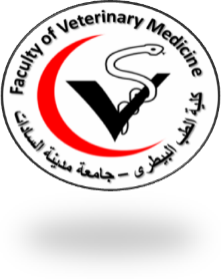 Faculty of Veterinary Medicine
V
كلية الطب البيطرى – جامعة مدينة السادات